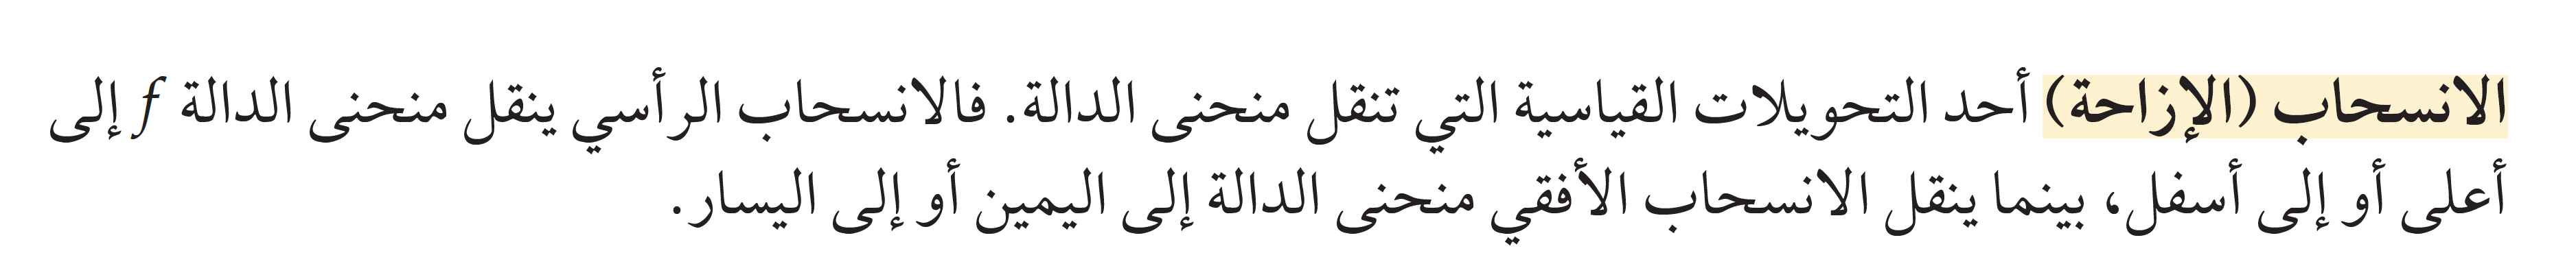 الانسحاب (الإزاحة) أحد التحويلات القياسية التي تنقل منحنى الدالة. فالانسحاب الرأسي ينقل منحنى الدالة f إلى
أعلى أو إلى أسفل، بينما ينقل الانسحاب الأفقي منحنى الدالة إلى اليمين أو إلى اليسار.